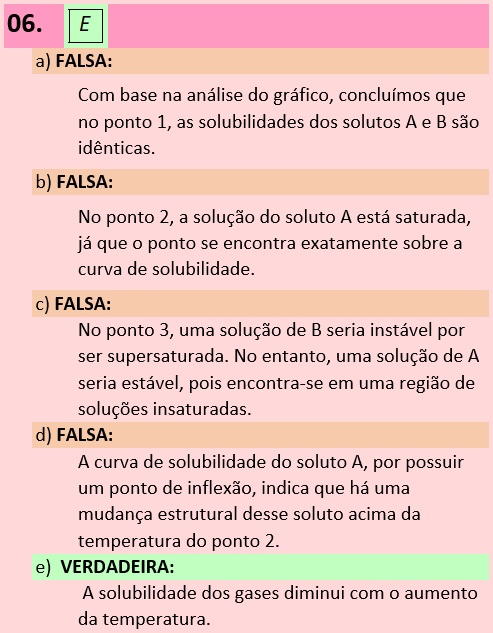 06. E
a) FALSA:
Com base na análise do gráfico, concluímos que
no ponto 1, as solubilidades dos solutos A e B são
idênticas.
b) FALSA:
No ponto 2, a solução do soluto A está saturada,
já que o ponto se encontra exatamente sobre a
curva de solubilidade.
c) FALSA:
No ponto 3, uma solução de B seria instável por
ser supersaturada. No entanto, uma solução de A
seria estável, pois encontra-se em uma região de
soluções insaturadas.
d) FALSA:
A curva de solubilidade do soluto A, por possuir
um ponto de inflexão, indica que há uma
mudança estrutural desse soluto acima da
temperatura do ponto 2.
e) VERDADEIRA:
A solubilidade dos gases diminui com o aumento
da temperatura.